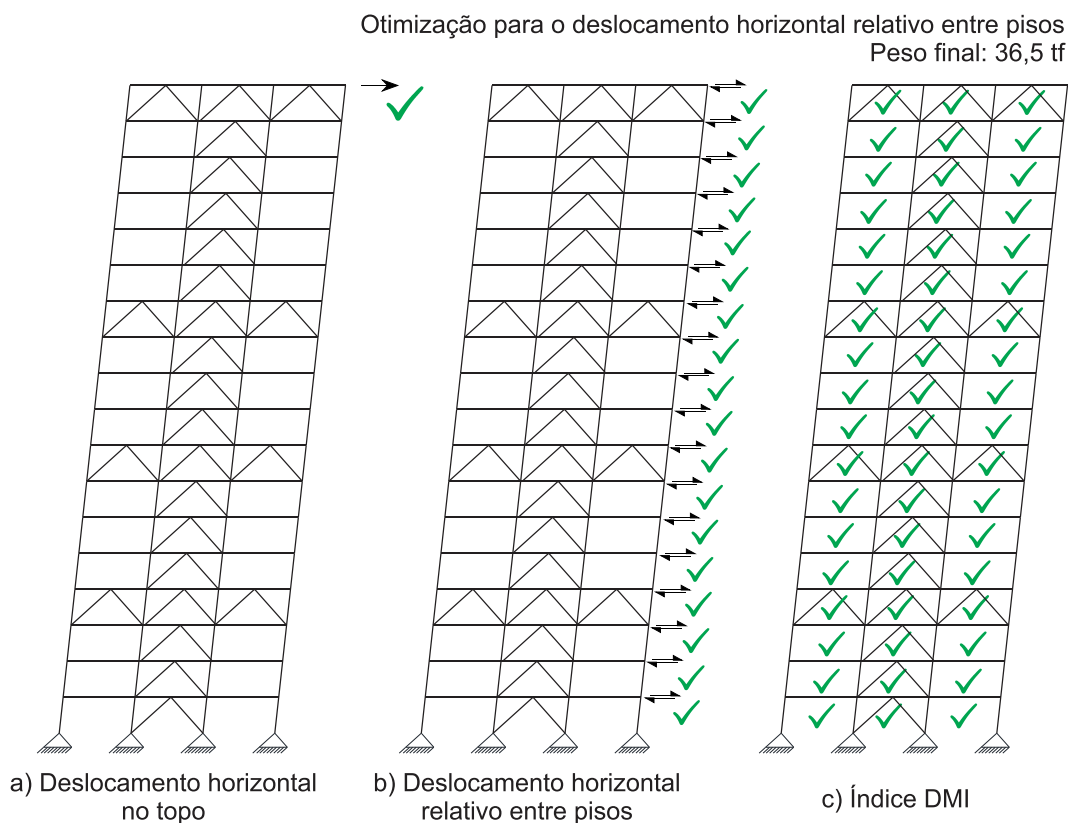 Otimização para o deslocamento horizontal relativo entre pisos
Peso final: 36,5 tf
a) Deslocamento horizontal
no topo
b) Deslocamento horizontal
relativo entre pisos
c) Índice DMI